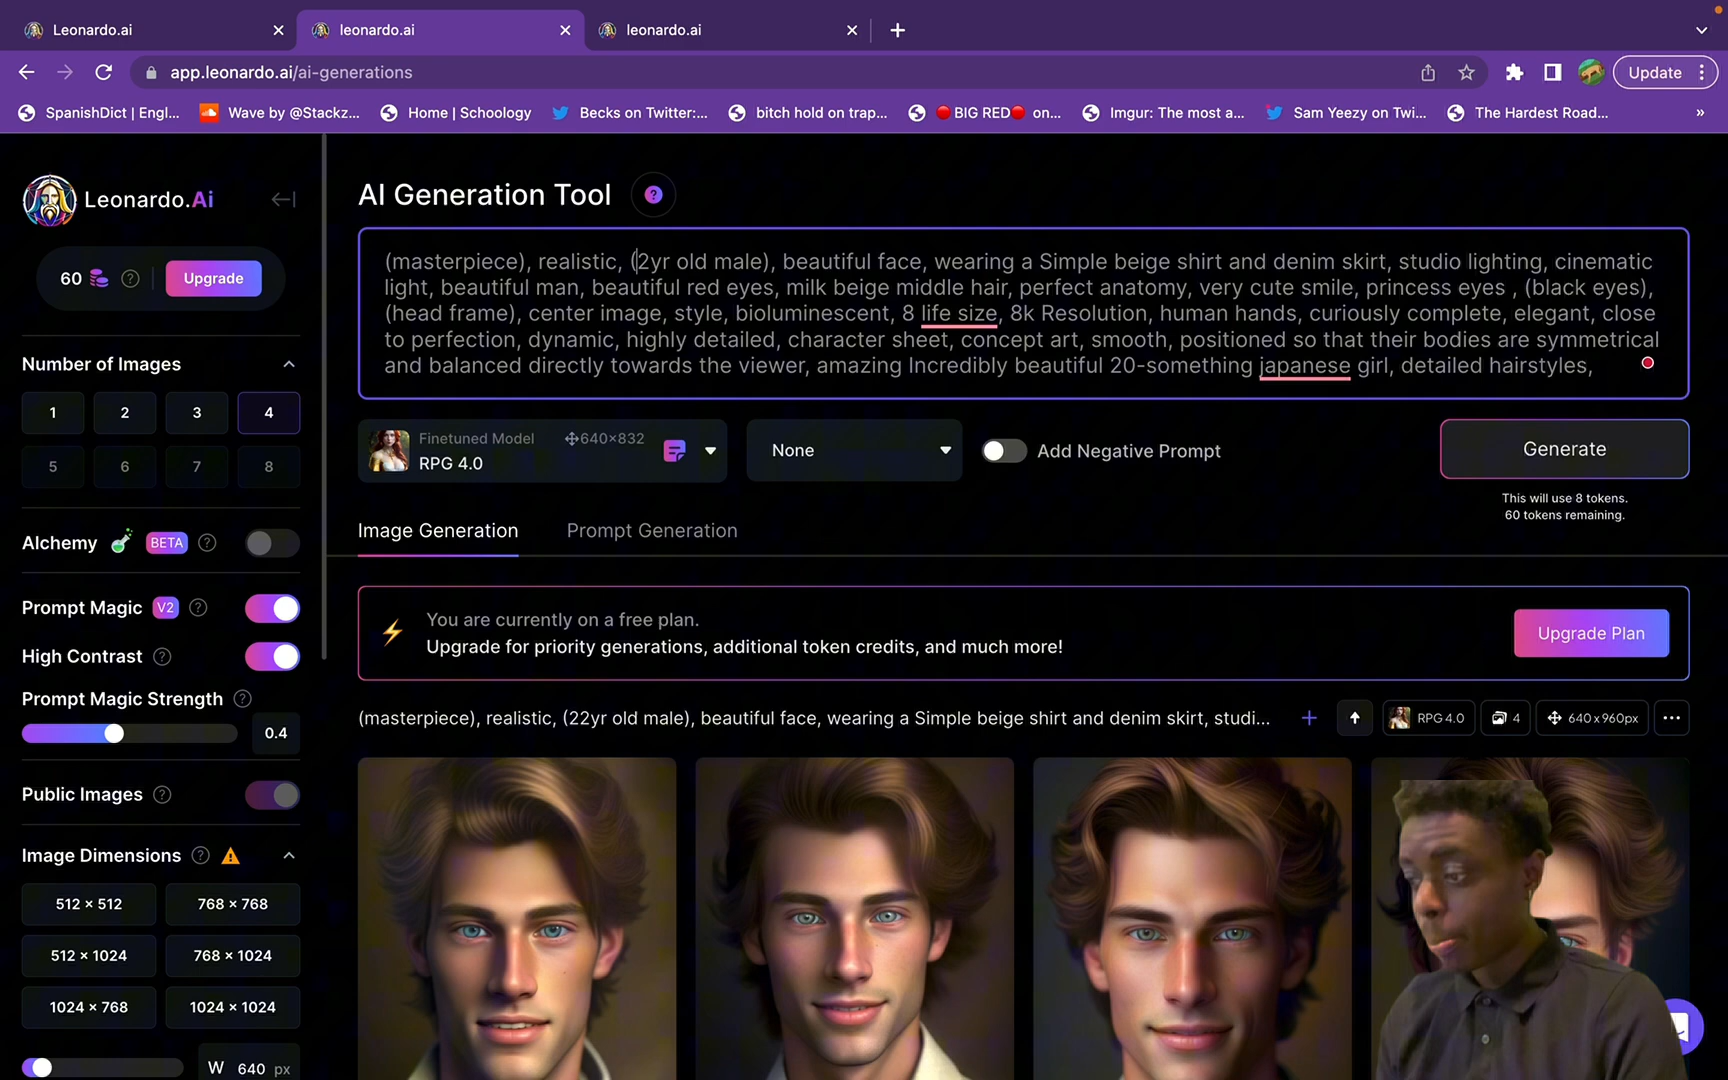 Leonardo.ai
leonardo.ai
leonardo.ai
app.leonardo.ai/ai-generations
Update
SpanishDict | Engl...
Wave by @Stackz...
Home | Schoology
Becks on Twitter:...
bitch hold on trap...
🔴BIG RED🔴 on...
Imgur: The most a...
Sam Yeezy on Twi...
The Hardest Road...
»
Leonardo.Ai
60
Upgrade
Number of Images
1 2 3 4
5 6 7 8
Alchemy BETA
Prompt Magic V2
High Contrast
Prompt Magic Strength
0.4
Public Images
Image Dimensions
512 × 512 768 × 768
512 × 1024 768 × 1024
1024 × 768 1024 × 1024
W 640 px
AI Generation Tool
(masterpiece), realistic, (2yr old male), beautiful face, wearing a Simple beige shirt and denim skirt, studio lighting, cinematic
light, beautiful man, beautiful red eyes, milk beige middle hair, perfect anatomy, very cute smile, princess eyes , (black eyes),
(head frame), center image, style, bioluminescent, 8 life size, 8k Resolution, human hands, curiously complete, elegant, close
to perfection, dynamic, highly detailed, character sheet, concept art, smooth, positioned so that their bodies are symmetrical
and balanced directly towards the viewer, amazing Incredibly beautiful 20-something japanese girl, detailed hairstyles,
Finetuned Model 640×832
RPG 4.0
None
Add Negative Prompt
Generate
This will use 8 tokens.
60 tokens remaining.
Image Generation
Prompt Generation
You are currently on a free plan.
Upgrade for priority generations, additional token credits, and much more!
Upgrade Plan
(masterpiece), realistic, (22yr old male), beautiful face, wearing a Simple beige shirt and denim skirt, studi...
RPG 4.0
4
640 x 960px